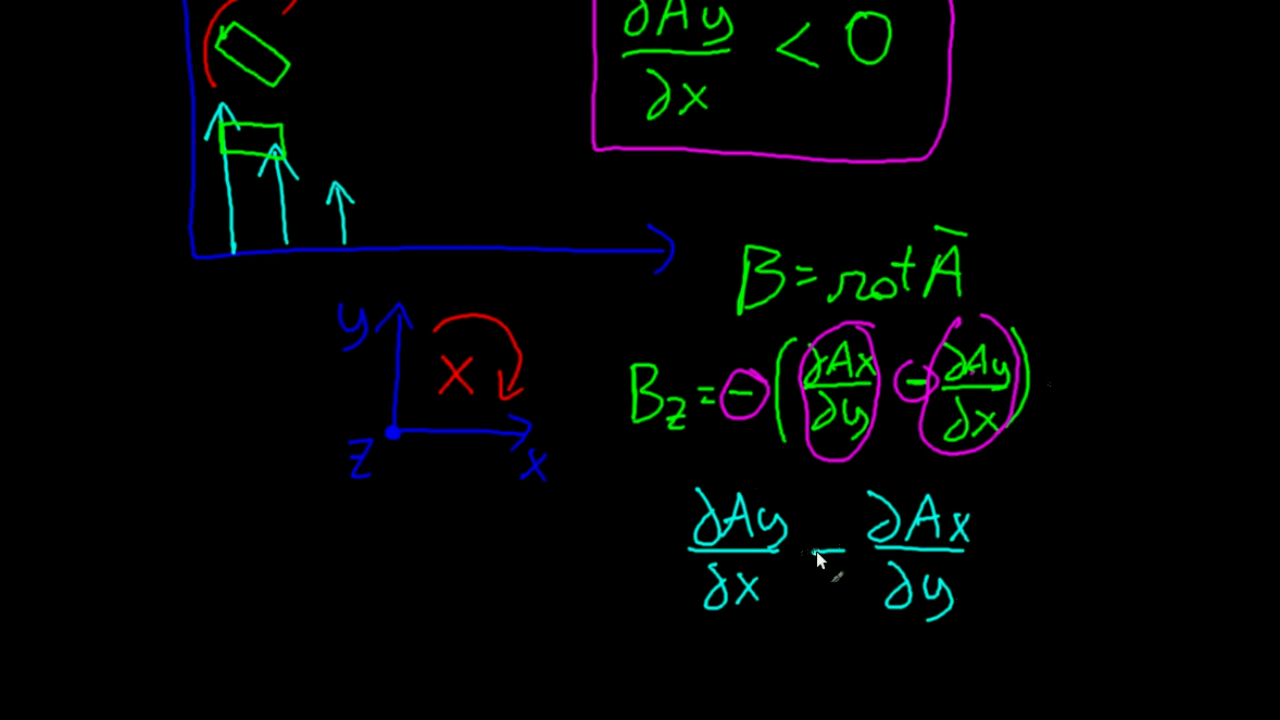 ∂Ay/∂x < 0
B = rot A̅
y
X
z
x
Bz = -(∂Ax/∂y - ∂Ay/∂x)
∂Ay/∂x - ∂Ax/∂y